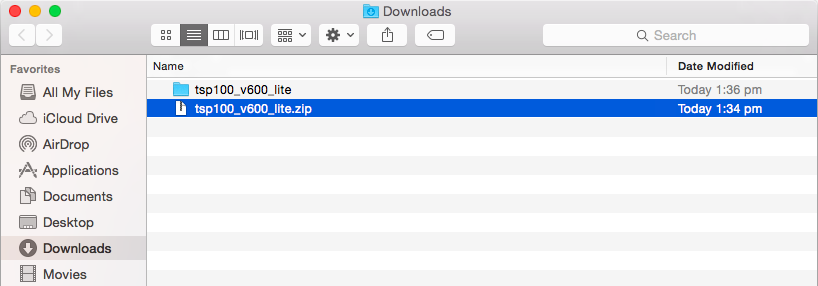 Downloads
Search
Favorites
All My Files
iCloud Drive
AirDrop
Applications
Documents
Desktop
Downloads
Movies
Name Date Modified
tsp100_v600_lite Today 1:36 pm
tsp100_v600_lite.zip Today 1:34 pm